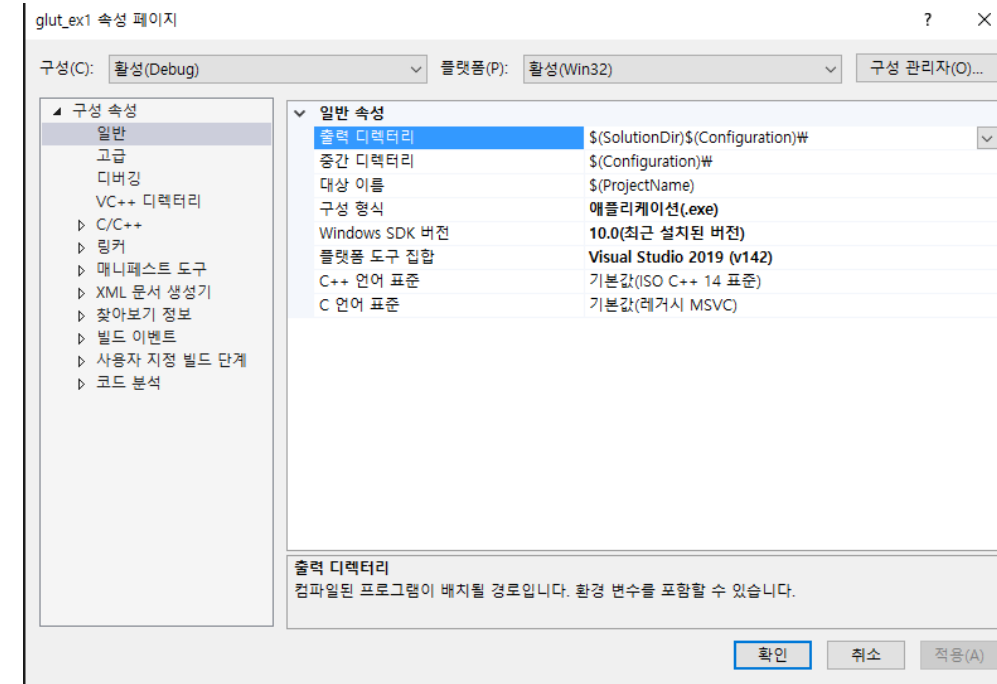 glut_ex1 속성 페이지 ? ×
구성(C): 활성(Debug) 플랫폼(P): 활성(Win32) 구성 관리자(O)...
구성 속성
일반
고급
디버깅
VC++ 디렉터리
C/C++
링커
매니페스트 도구
XML 문서 생성기
찾아보기 정보
빌드 이벤트
사용자 지정 빌드 단계
코드 분석
일반 속성
출력 디렉터리 $(SolutionDir)$(Configuration)₩
중간 디렉터리 $(Configuration)₩
대상 이름 $(ProjectName)
구성 형식 애플리케이션(.exe)
Windows SDK 버전 10.0(최근 설치된 버전)
플랫폼 도구 집합 Visual Studio 2019 (v142)
C++ 언어 표준 기본값(ISO C++ 14 표준)
C 언어 표준 기본값(레거시 MSVC)
출력 디렉터리
컴파일된 프로그램이 배치될 경로입니다. 환경 변수를 포함할 수 있습니다.
확인 취소 적용(A)